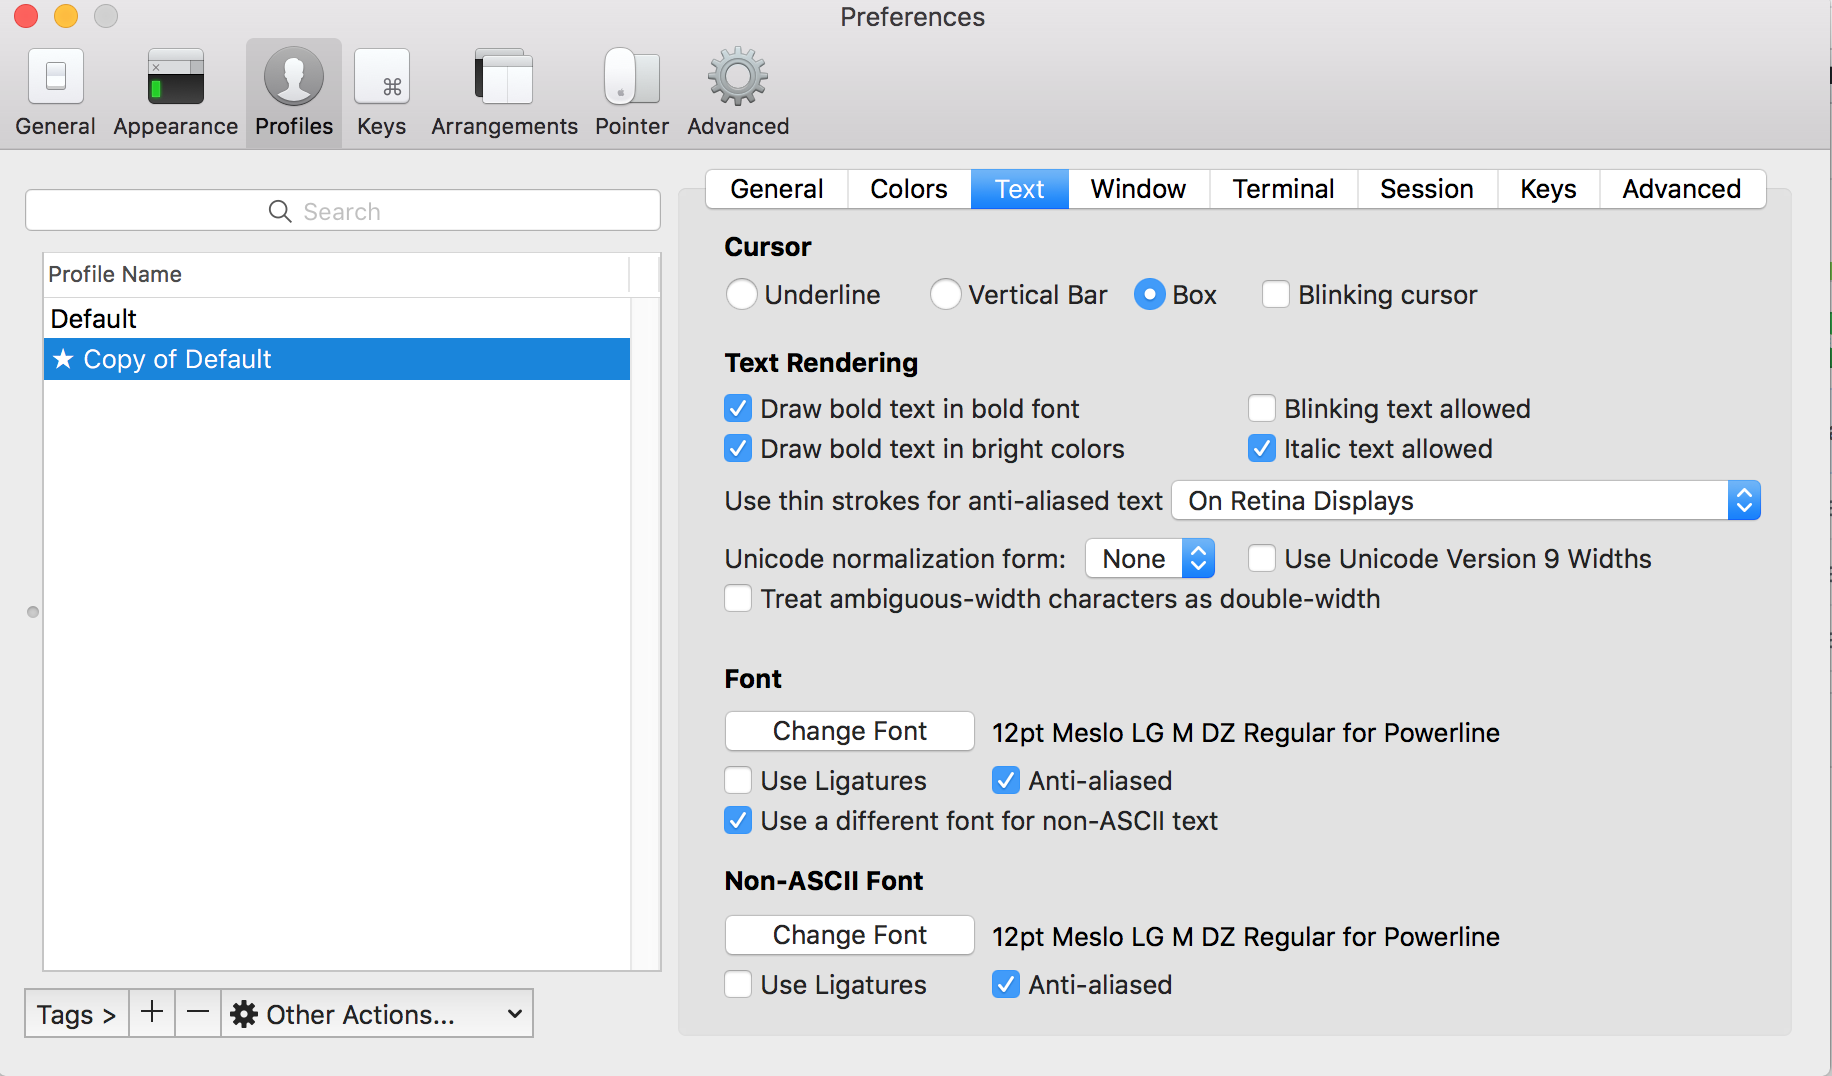 Preferences
General Appearance Profiles Keys Arrangements Pointer Advanced
Search
Profile Name
Default
★ Copy of Default
Tags > + − Other Actions...
General Colors Text Window Terminal Session Keys Advanced
Cursor
Underline Vertical Bar Box Blinking cursor
Text Rendering
Draw bold text in bold font Blinking text allowed
Draw bold text in bright colors Italic text allowed
Use thin strokes for anti-aliased text On Retina Displays
Unicode normalization form: None Use Unicode Version 9 Widths
Treat ambiguous-width characters as double-width
Font
Change Font 12pt Meslo LG M DZ Regular for Powerline
Use Ligatures Anti-aliased
Use a different font for non-ASCII text
Non-ASCII Font
Change Font 12pt Meslo LG M DZ Regular for Powerline
Use Ligatures Anti-aliased